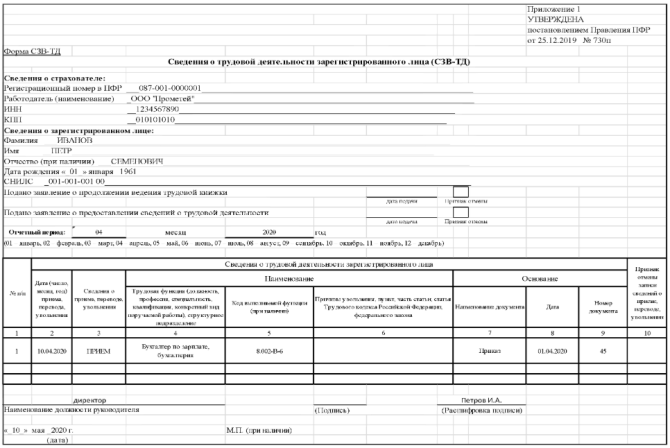 Приложение 1
УТВЕРЖДЕНА
постановлением Правления ПФР
от 25.12.2019 № 730п
Форма СЗВ-ТД
Сведения о трудовой деятельности зарегистрированного лица (СЗВ-ТД)
Сведения о страхователе:
Регистрационный номер в ПФР 087-001-0000001
Работодатель (наименование) ООО "Прометей"
ИНН 1234567890
КПП 010101010
Сведения о зарегистрированном лице:
Фамилия ИВАНОВ
Имя ПЕТР
Отчество (при наличии) СЕМЕНОВИЧ
Дата рождения « 01 » января 1961
СНИЛС 001-001-001 00
Подано заявление о продолжении ведения трудовой книжки
дата подачи Признак отмены
Подано заявление о предоставлении сведений о трудовой деятельности
дата подачи Признак отмены
Отчетный период: 04 месяц 2020 год
(01 январь, 02 февраль, 03 март, 04 апрель, 05 май, 06 июнь, 07 июль, 08 август, 09 сентябрь, 10 октябрь, 11 ноябрь, 12 декабрь)
№ п/п
Дата (число, месяц, год) приема, перевода, увольнения
Сведения о приеме, переводе, увольнении
Сведения о трудовой деятельности зарегистрированного лица
Наименование
Трудовая функция (должность, профессия, специальность, квалификация, конкретный вид поручаемой работы), структурное подразделение
Код выполняемой функции (при наличии)
Причины увольнения, пункт, часть статьи, статья Трудового кодекса Российской Федерации, федерального закона
Основание
Наименование документа
Дата
Номер документа
Признак отмены записи сведений о приеме, переводе, увольнении
1 2 3 4 5 6 7 8 9 10
1 10.04.2020 ПРИЕМ Бухгалтер по зарплате, бухгалтерия Приказ 01.04.2020 45
директор Петров И.А.
Наименование должности руководителя (Подпись) (Расшифровка подписи)
«_10_» мая _2020 г. М.П. (при наличии)
(дата)